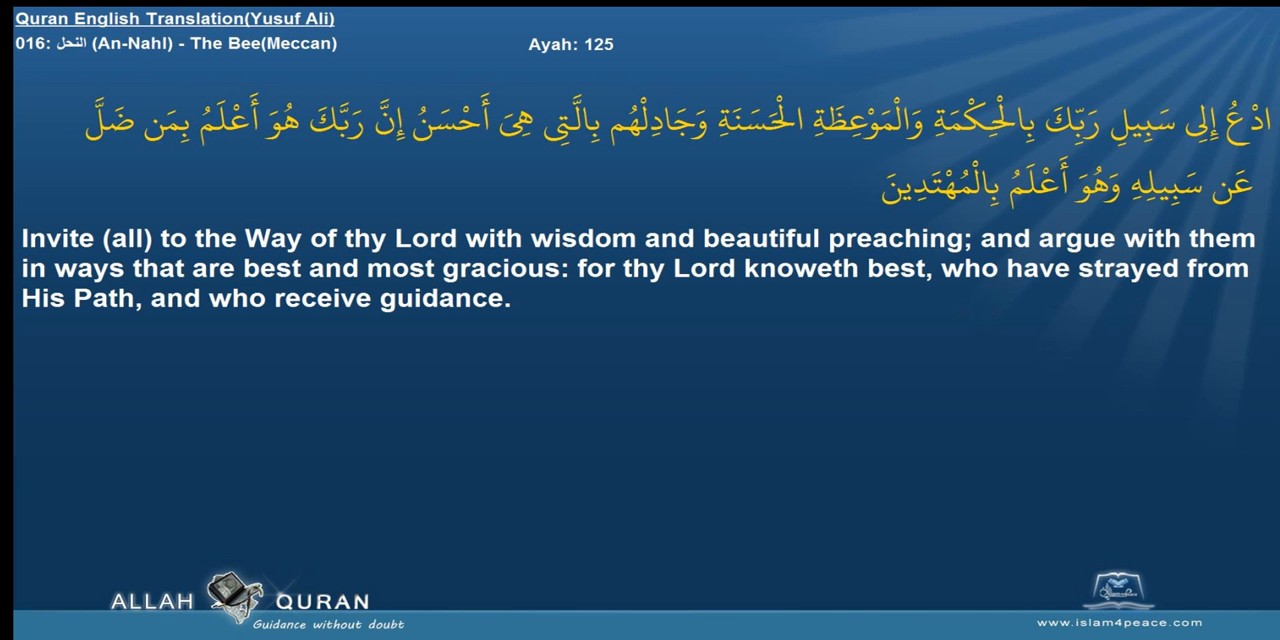 Quran English Translation(Yusuf Ali)
016: النحل (An-Nahl) - The Bee(Meccan)
Ayah: 125
ادْعُ إِلِى سَبِيلِ رَبِّكَ بِالْحِكْمَةِ وَالْمَوْعِظَةِ الْحَسَنَةِ وَجَادِلْهُم بِالَّتِي هِيَ أَحْسَنُ إِنَّ رَبَّكَ هُوَ أَعْلَمُ بِمَن ضَلَّ
عَن سَبِيلِهِ وَهُوَ أَعْلَمُ بِالْمُهْتَدِينَ
Invite (all) to the Way of thy Lord with wisdom and beautiful preaching; and argue with them
in ways that are best and most gracious: for thy Lord knoweth best, who have strayed from
His Path, and who receive guidance.
ALLAH QURAN
Guidance without doubt
www.islam4peace.com